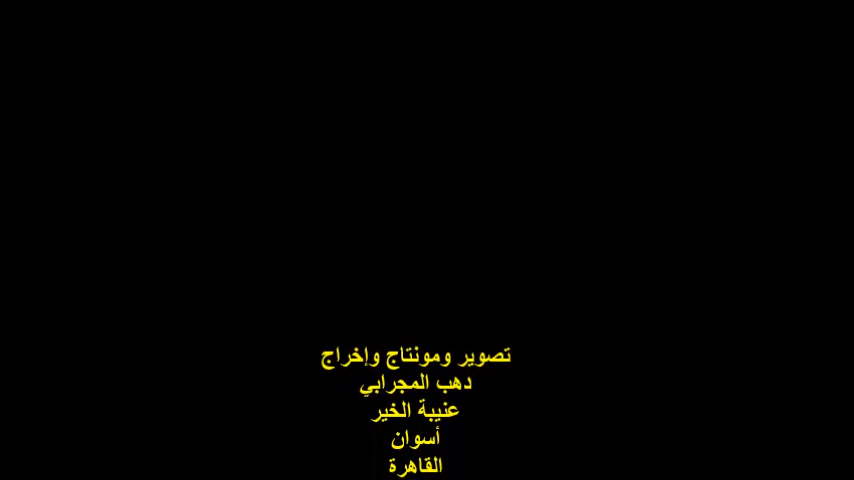 تصوير ومونتاج وإخراج
دهب المجرابي
عنيبة الخير
أسوان
القاهرة